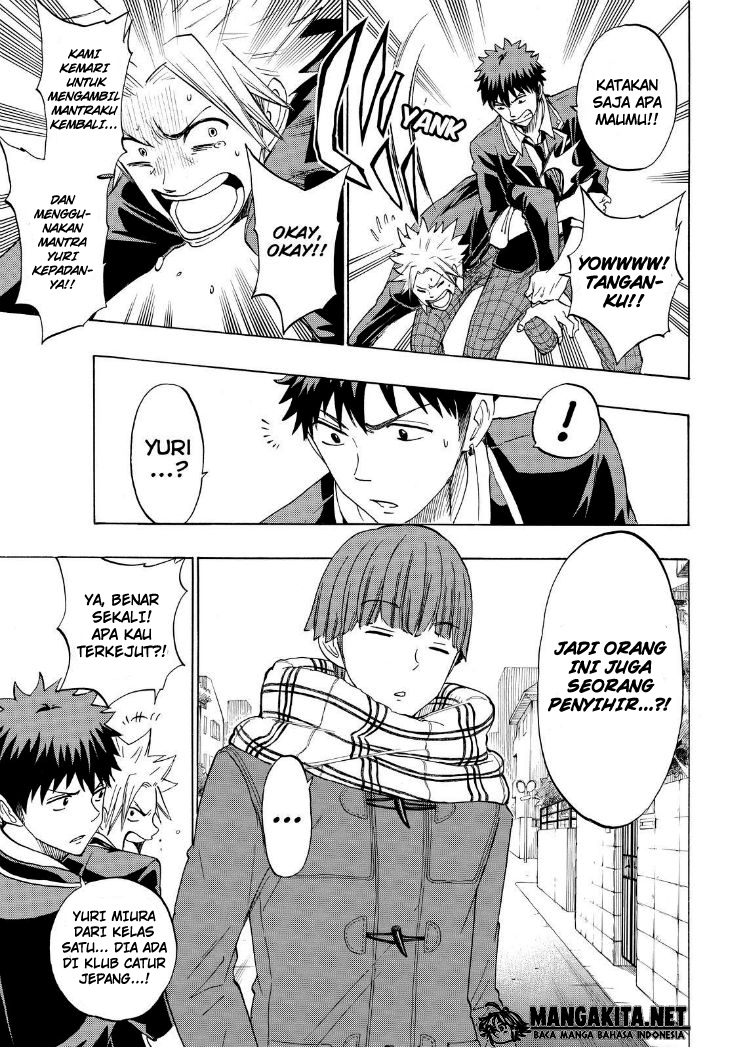 KATAKAN
SAJA APA
MAUMU!!
YANK
YOWWWW!
TANGAN-
KU!!
OKAY,
OKAY!!
KAMI
KEMARI
UNTUK
MENGAMBIL
MANTRAKU
KEMBALI...
DAN
MENGGU-
NAKAN
MANTRA
YURI
KEPADAN-
YA!!
!
YURI
...?
JADI ORANG
INI JUGA
SEORANG
PENYIHIR...?!
...
YA, BENAR
SEKALI!
APA KAU
TERKEJUT?!
YURI MIURA
DARI KELAS
SATU... DIA ADA
DI KLUB CATUR
JEPANG...!
MANGAKITA.NET
BACA MANGA BAHASA INDONESIA